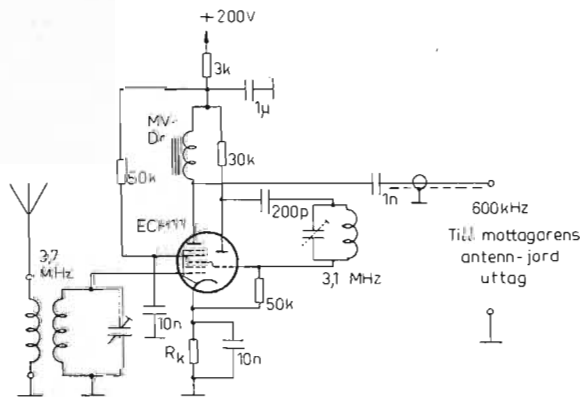 +200V
3k
1µ
MV-
Dr
50k
30k
200p
1n
600kHz
Till mottagarens
antenn-jord
uttag
3,1 MHz
3,7
MHz
10n
50k
Rk
10n